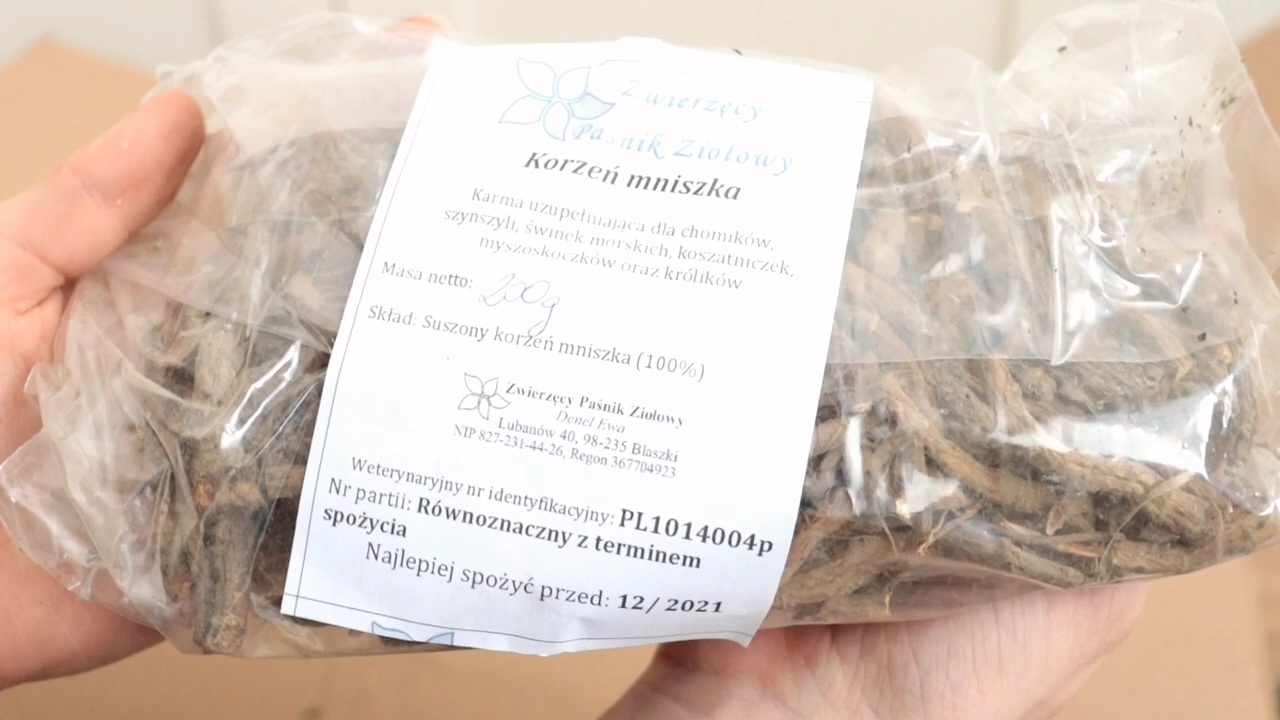 Zwierzęcy
Paśnik Ziołowy
Korzeń mniszka
Karma uzupełniająca dla chomików,
szynszyli, świnek morskich, koszatniczek,
myszoskoczków oraz królików
Masa netto: 200g
Skład: Suszony korzeń mniszka (100%)
Zwierzęcy Paśnik Ziołowy
Denel Ewa
Lubanów 40, 98-235 Błaszki
NIP 827-231-44-26, Regon 367704923
Weterynaryjny nr identyfikacyjny: PL1014004p
Nr partii: Równoznaczny z terminem
spożycia
Najlepiej spożyć przed: 12/ 2021